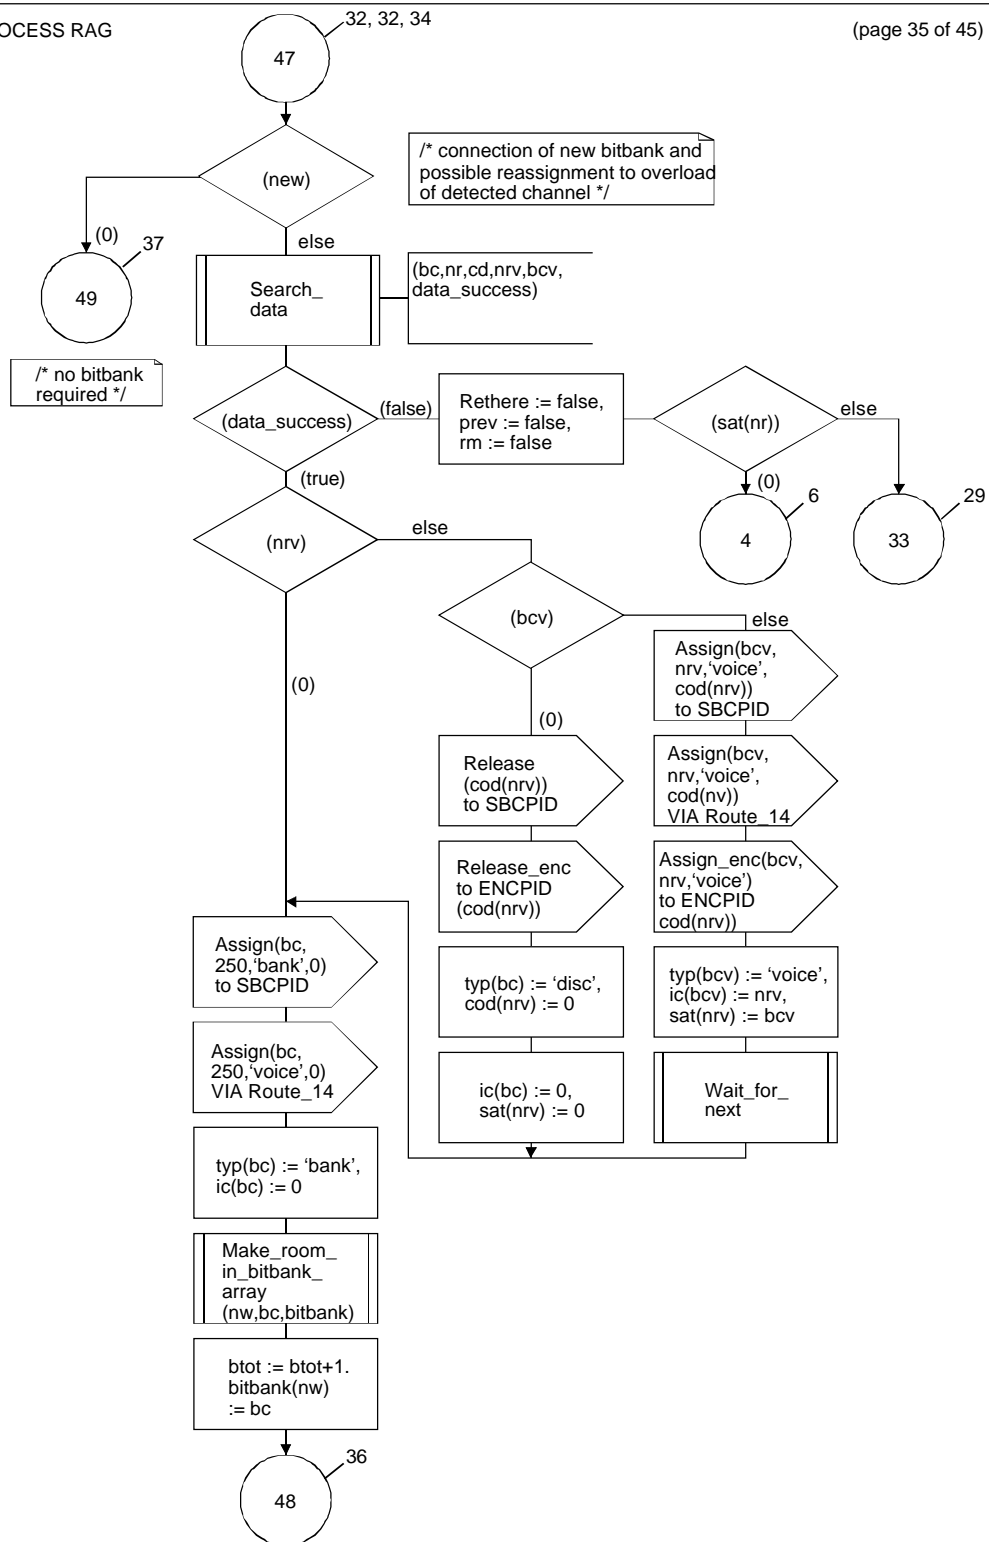 OCESS RAG
(page 35 of 45)
32, 32, 34
47
/* connection of new bitbank and
possible reassignment to overload
of detected channel */
(new)
(0)
else
37
49
/* no bitbank
required */
Search_
data
(bc,nr,cd,nrv,bcv,
data_success)
(data_success)
(false)
Rethere := false,
prev := false,
rm := false
(sat(nr))
else
(0)
6
4
29
33
(true)
(nrv)
else
(0)
(bcv)
else
(0)
Assign(bcv,
nrv,‘voice’,
cod(nrv))
to SBCPID
Release
(cod(nrv))
to SBCPID
Assign(bcv,
nrv,‘voice’,
cod(nv))
VIA Route_14
Release_enc
to ENCPID
(cod(nrv))
Assign_enc(bcv,
nrv,‘voice’)
to ENCPID
cod(nrv))
typ(bc) := ‘disc’,
cod(nrv) := 0
typ(bcv) := ‘voice’,
ic(bcv) := nrv,
sat(nrv) := bcv
ic(bc) := 0,
sat(nrv) := 0
Wait_for_
next
Assign(bc,
250,‘bank’,0)
to SBCPID
Assign(bc,
250,‘voice’,0)
VIA Route_14
typ(bc) := ‘bank’,
ic(bc) := 0
Make_room_
in_bitbank_
array
(nw,bc,bitbank)
btot := btot+1.
bitbank(nw)
:= bc
36
48